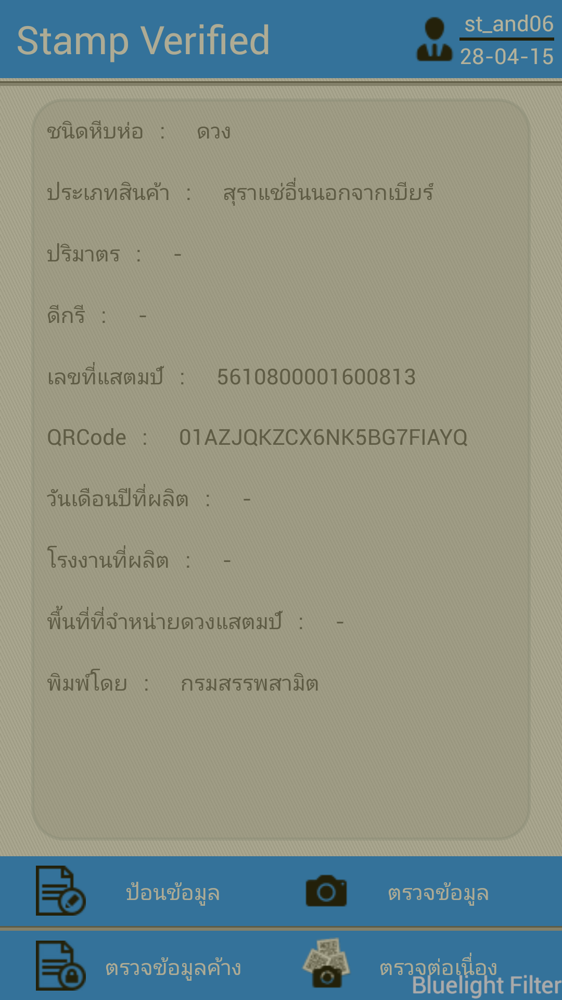 Stamp Verified
st_and06
28-04-15
ชนิดหีบห่อ : ดวง
ประเภทสินค้า : สุราแช่อื่นนอกจากเบียร์
ปริมาตร : -
ดีกรี : -
เลขที่แสตมป์ : 5610800001600813
QRCode : 01AZJQKZCX6NK5BG7FIAYQ
วันเดือนปีที่ผลิต : -
โรงงานที่ผลิต : -
พื้นที่ที่จำหน่ายดวงแสตมป์ : -
พิมพ์โดย : กรมสรรพสามิต
ป้อนข้อมูล
ตรวจข้อมูล
ตรวจข้อมูลค้าง
ตรวจต่อเนื่อง
Bluelight Filter